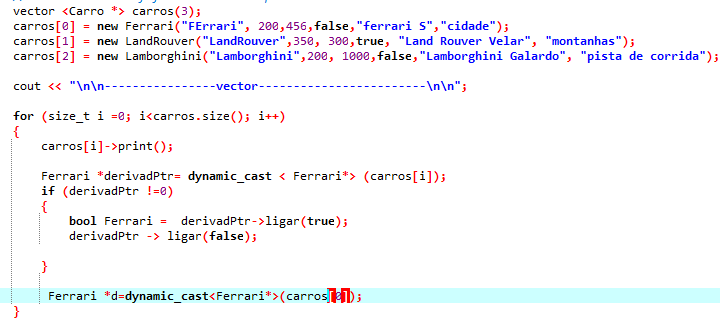 vector <Carro *> carros(3);
carros[0] = new Ferrari("FErrari", 200,456,false,"ferrari S","cidade");
carros[1] = new LandRouver("LandRouver",350, 300,true, "Land Rouver Velar", "montanhas");
carros[2] = new Lamborghini("Lamborghini",200, 1000,false,"Lamborghini Galardo", "pista de corrida");
cout << "\n\n----------------vector------------------------\n\n";
for (size_t i =0; i<carros.size(); i++)
{
carros[i]->print();
Ferrari *derivadPtr= dynamic_cast < Ferrari*> (carros[i]);
if (derivadPtr !=0)
{
bool Ferrari =  derivadPtr->ligar(true);
derivadPtr -> ligar(false);
}
Ferrari *d=dynamic_cast<Ferrari*>(carros[0]);
}